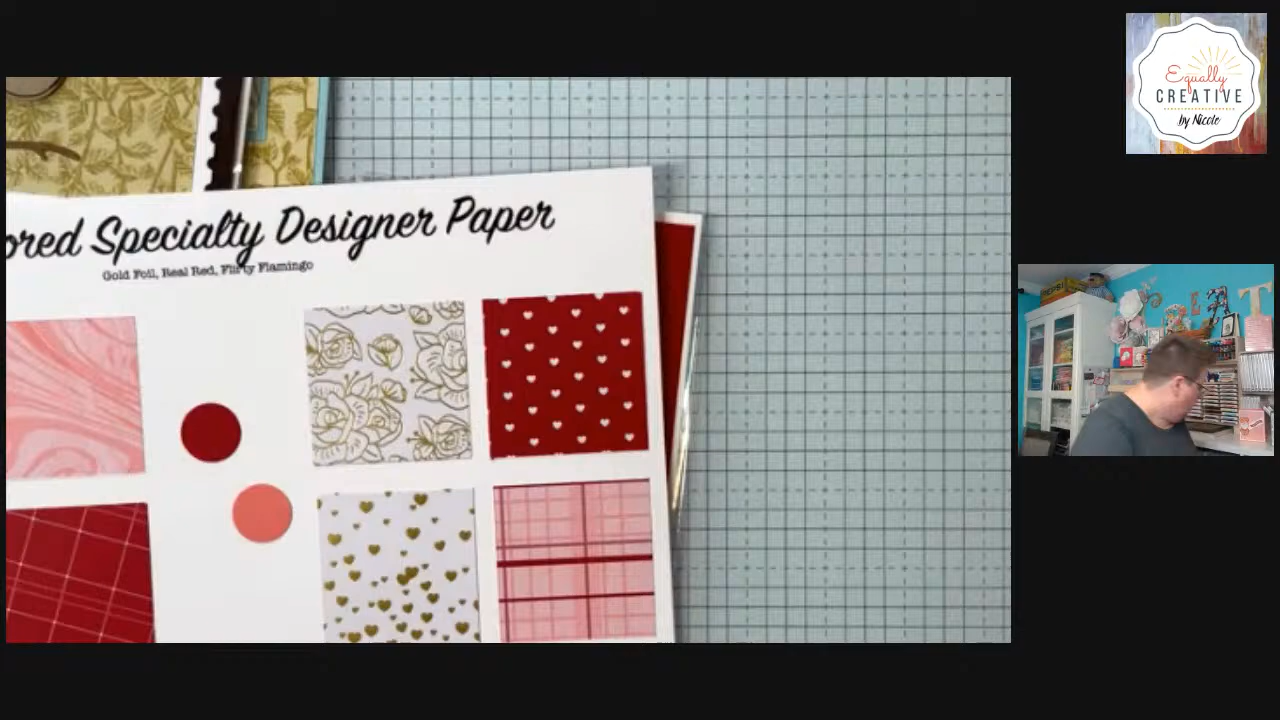 ored Specialty Designer Paper
Gold Foil, Real Red, Flirty Flamingo
Equally
CREATIVE
by Nicole